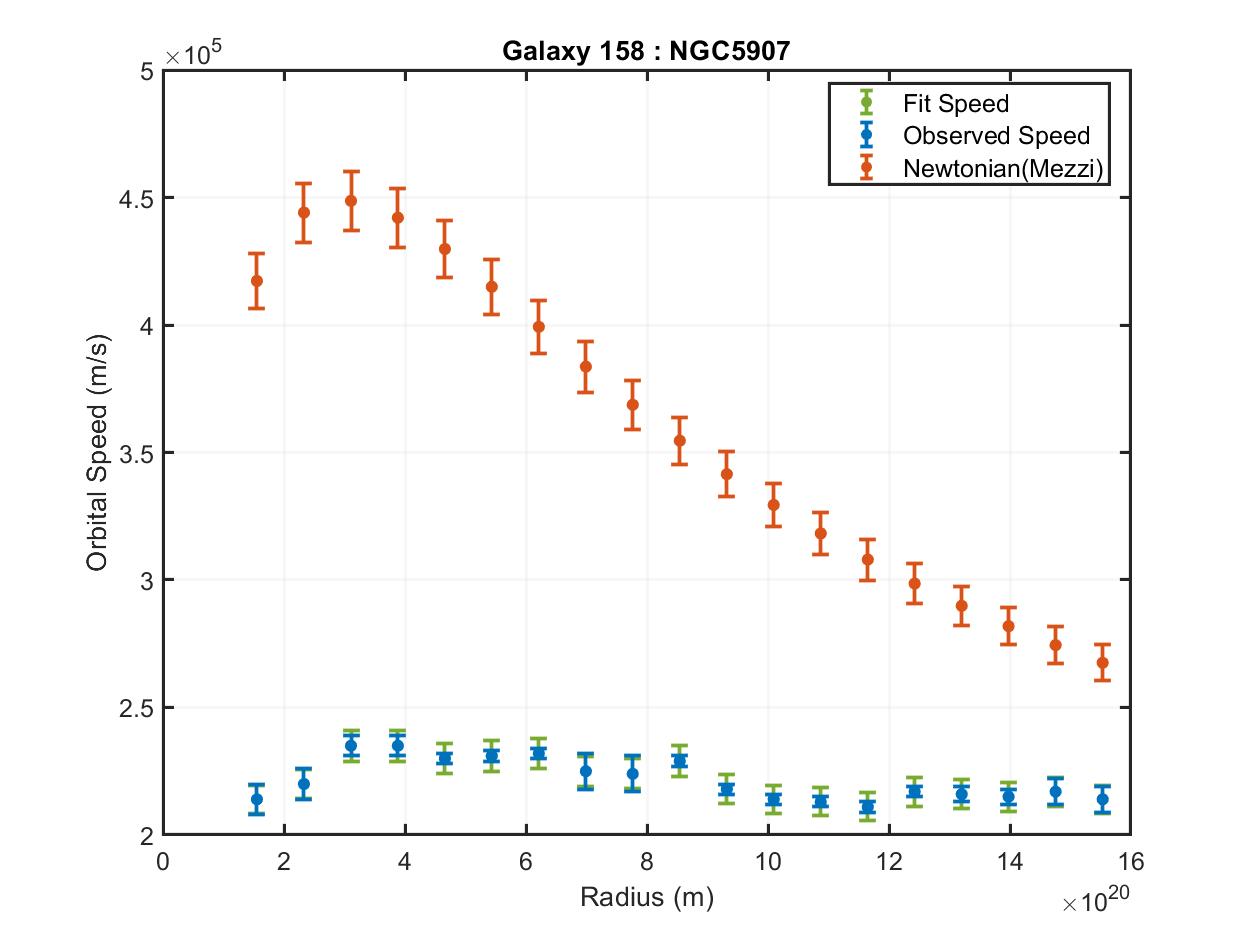 Galaxy 158 : NGC5907
×10^5
Fit Speed
Observed Speed
Newtonian(Mezzi)
5
4.5
4
3.5
3
2.5
2
Orbital Speed (m/s)
0 2 4 6 8 10 12 14 16
Radius (m)
×10^20